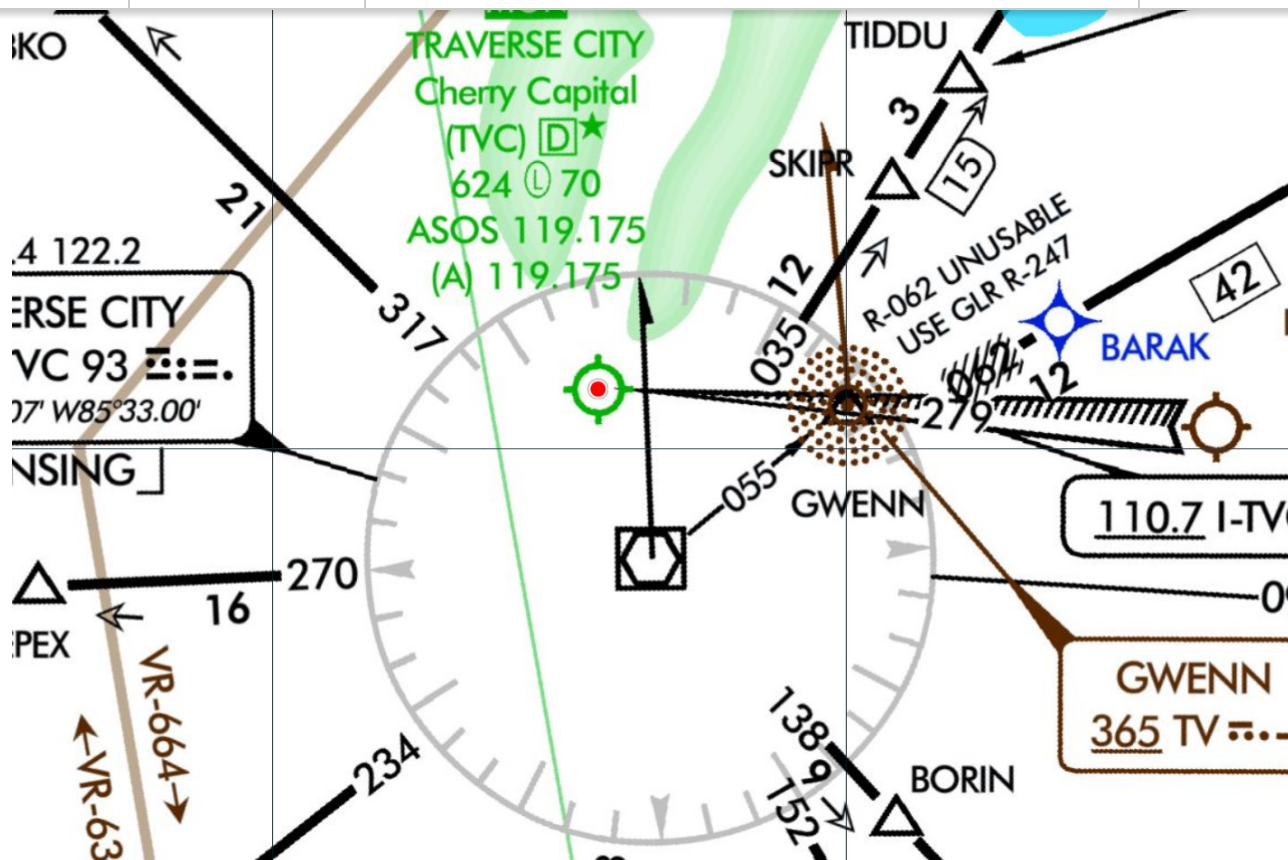 TRAVERSE CITY
Cherry Capital
(TVC) D★
624 Ⓛ 70
ASOS 119.175
(A) 119.175
TIDDU
3
15
SKIPR
12
035
R-062 UNUSABLE
USE GLR R-247
42
BARAK
062
12
279
BKO
21
317
.4 122.2
ERSE CITY
VC 93
07' W85°33.00'
NSING
055
GWENN
110.7 I-TV
270
16
PEX
GWENN
365 TV
VR-664
VR-63
234
138
9
152
BORIN